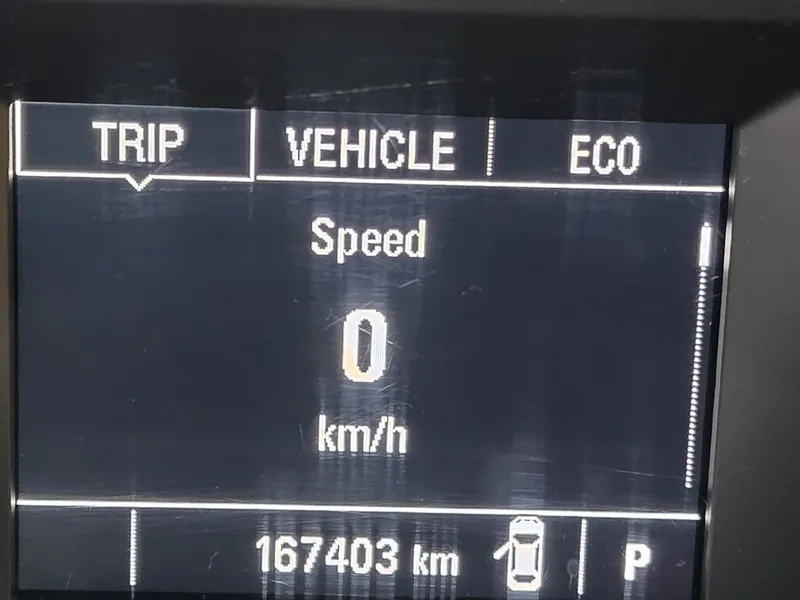 TRIP VEHICLE ECO
Speed
0
km/h
167403 km P